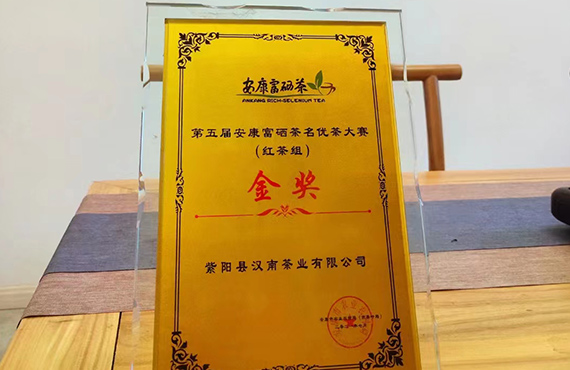 安康富硒茶
ANKANG RICH-SELENIUM TEA
第五届安康富硒茶名优茶大赛
(红茶组)
金奖
紫阳县汉南茶业有限公司